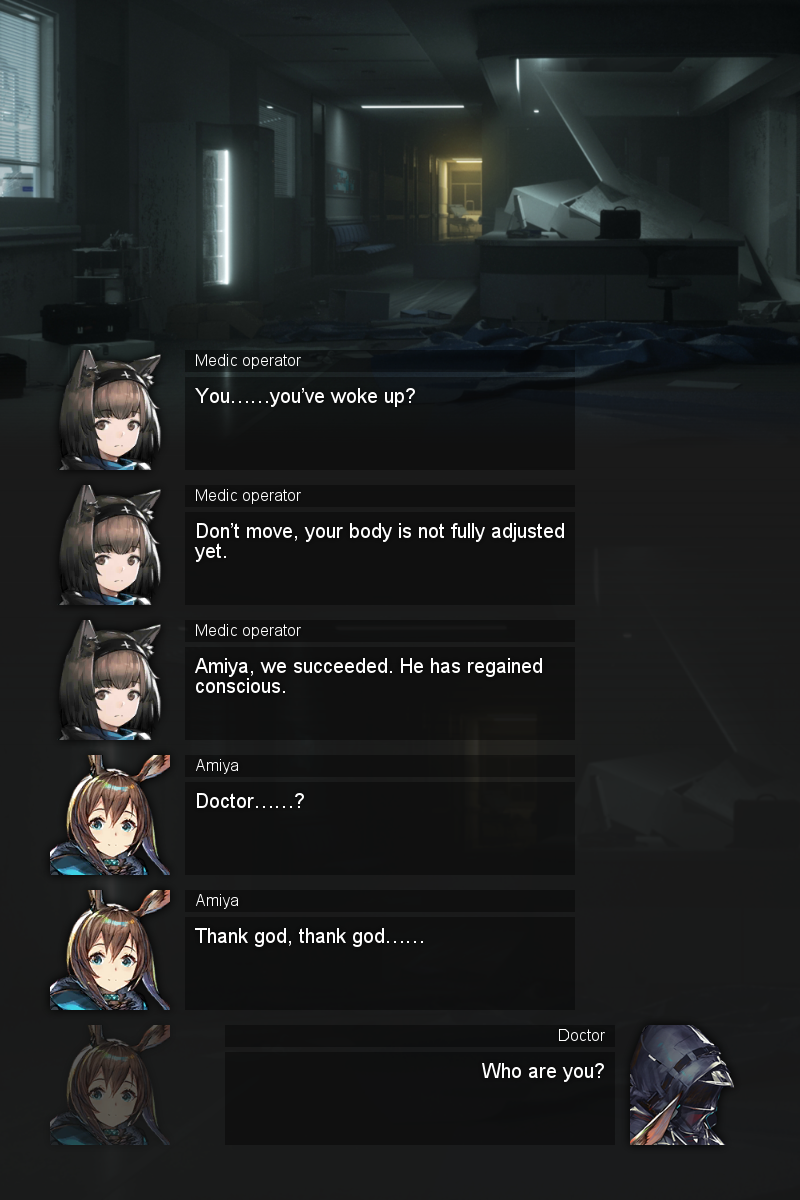 Medic operator
You……you’ve woke up?
Medic operator
Don’t move, your body is not fully adjusted
yet.
Medic operator
Amiya, we succeeded. He has regained
conscious.
Amiya
Doctor……?
Amiya
Thank god, thank god……
Doctor
Who are you?